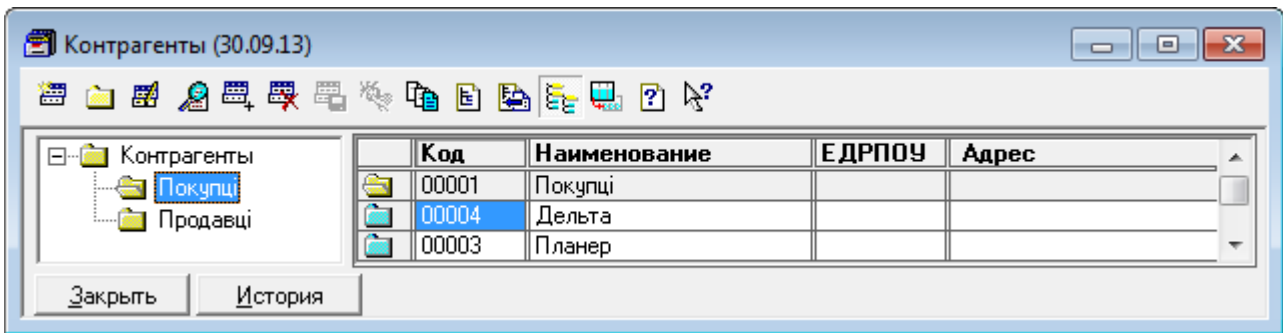 Контрагенты (30.09.13)
Контрагенты
Покупці
Продавці
Код Наименование ЕДРПОУ Адрес
00001 Покупці
00004 Дельта
00003 Планер
Закрыть История